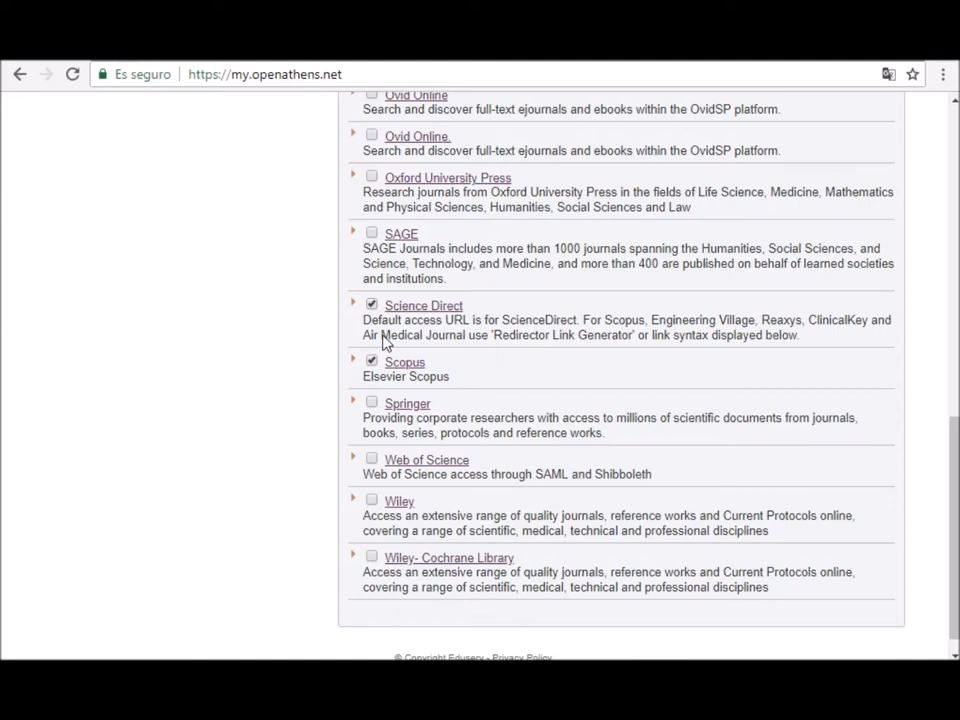 Es seguro
https://my.openathens.net
Ovid Online
Search and discover full-text ejournals and ebooks within the OvidSP platform.
Ovid Online.
Search and discover full-text ejournals and ebooks within the OvidSP platform.
Oxford University Press
Research journals from Oxford University Press in the fields of Life Science, Medicine, Mathematics
and Physical Sciences, Humanities, Social Sciences and Law
SAGE
SAGE Journals includes more than 1000 journals spanning the Humanities, Social Sciences, and
Science, Technology, and Medicine, and more than 400 are published on behalf of learned societies
and institutions.
Science Direct
Default access URL is for ScienceDirect. For Scopus, Engineering Village, Reaxys, ClinicalKey and
Air Medical Journal use 'Redirector Link Generator' or link syntax displayed below.
Scopus
Elsevier Scopus
Springer
Providing corporate researchers with access to millions of scientific documents from journals,
books, series, protocols and reference works.
Web of Science
Web of Science access through SAML and Shibboleth
Wiley
Access an extensive range of quality journals, reference works and Current Protocols online,
covering a range of scientific, medical, technical and professional disciplines
Wiley- Cochrane Library
Access an extensive range of quality journals, reference works and Current Protocols online,
covering a range of scientific, medical, technical and professional disciplines
© Copyright Eduserv - Privacy Policy